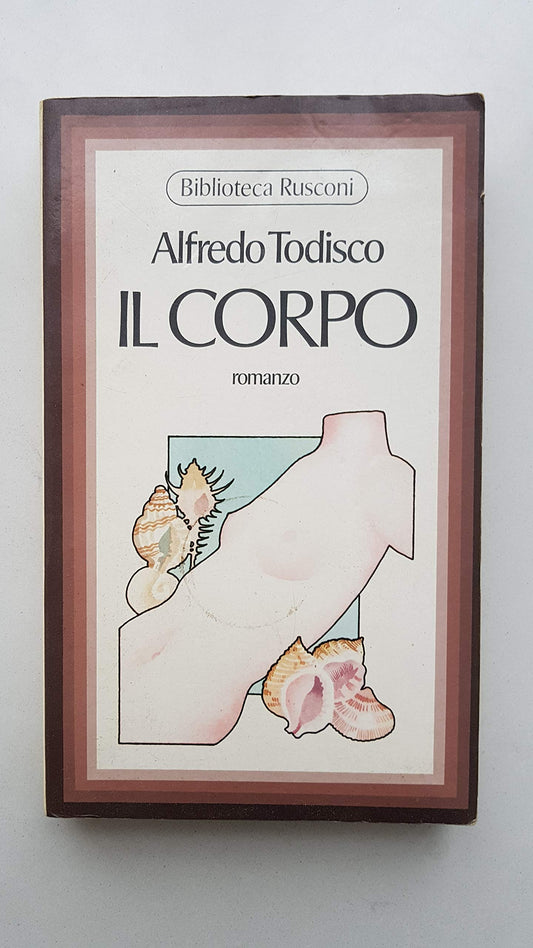 Biblioteca Rusconi
Alfredo Todisco
IL CORPO
romanzo